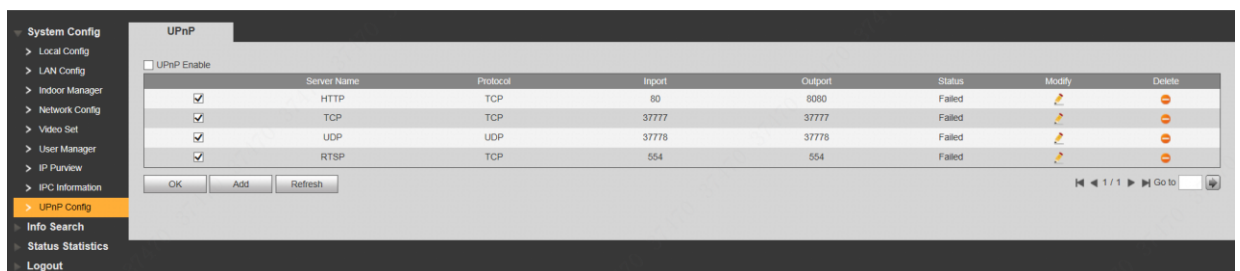 System Config
Local Config
LAN Config
Indoor Manager
Network Config
Video Set
User Manager
IP Purview
IPC Information
UPnP Config
Info Search
Status Statistics
Logout
UPnP
UPnP Enable
Server Name Protocol Inport Outport Status Modify Delete
HTTP TCP 80 8080 Failed
TCP TCP 37777 37777 Failed
UDP UDP 37778 37778 Failed
RTSP TCP 554 554 Failed
OK Add Refresh 1 / 1 Go to